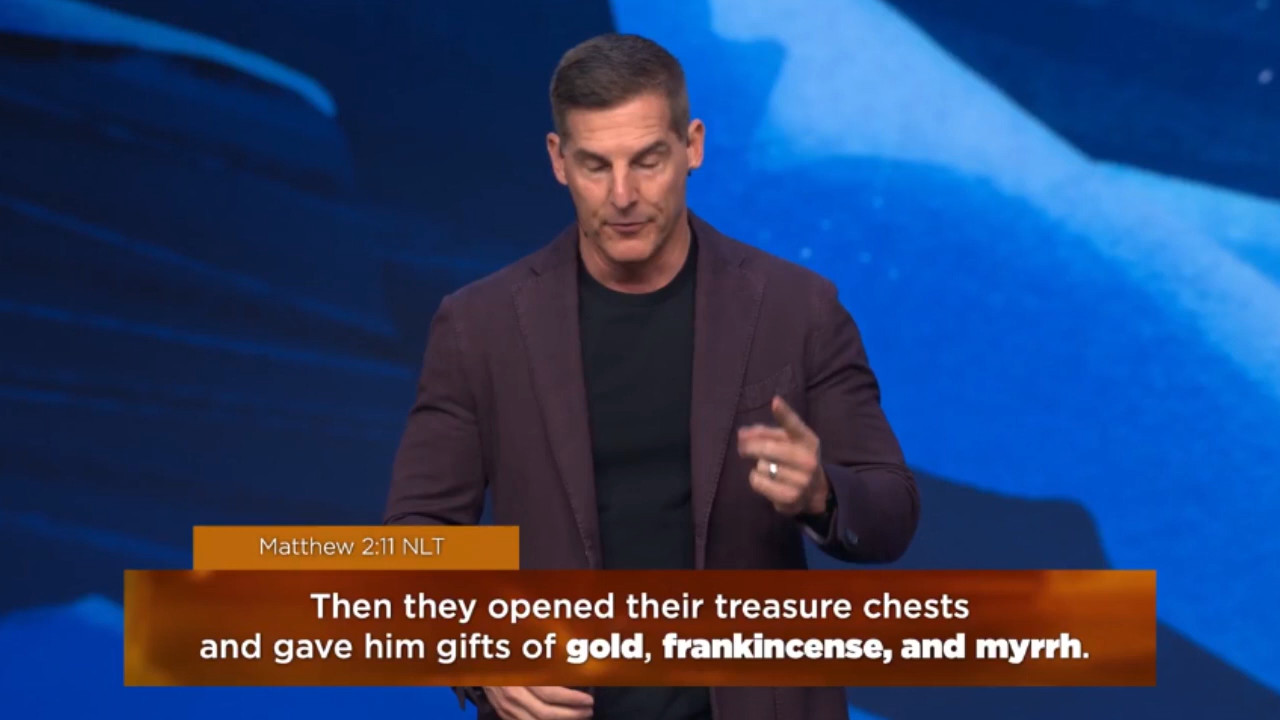 Matthew 2:11 NLT
Then they opened their treasure chests
and gave him gifts of gold, frankincense, and myrrh.